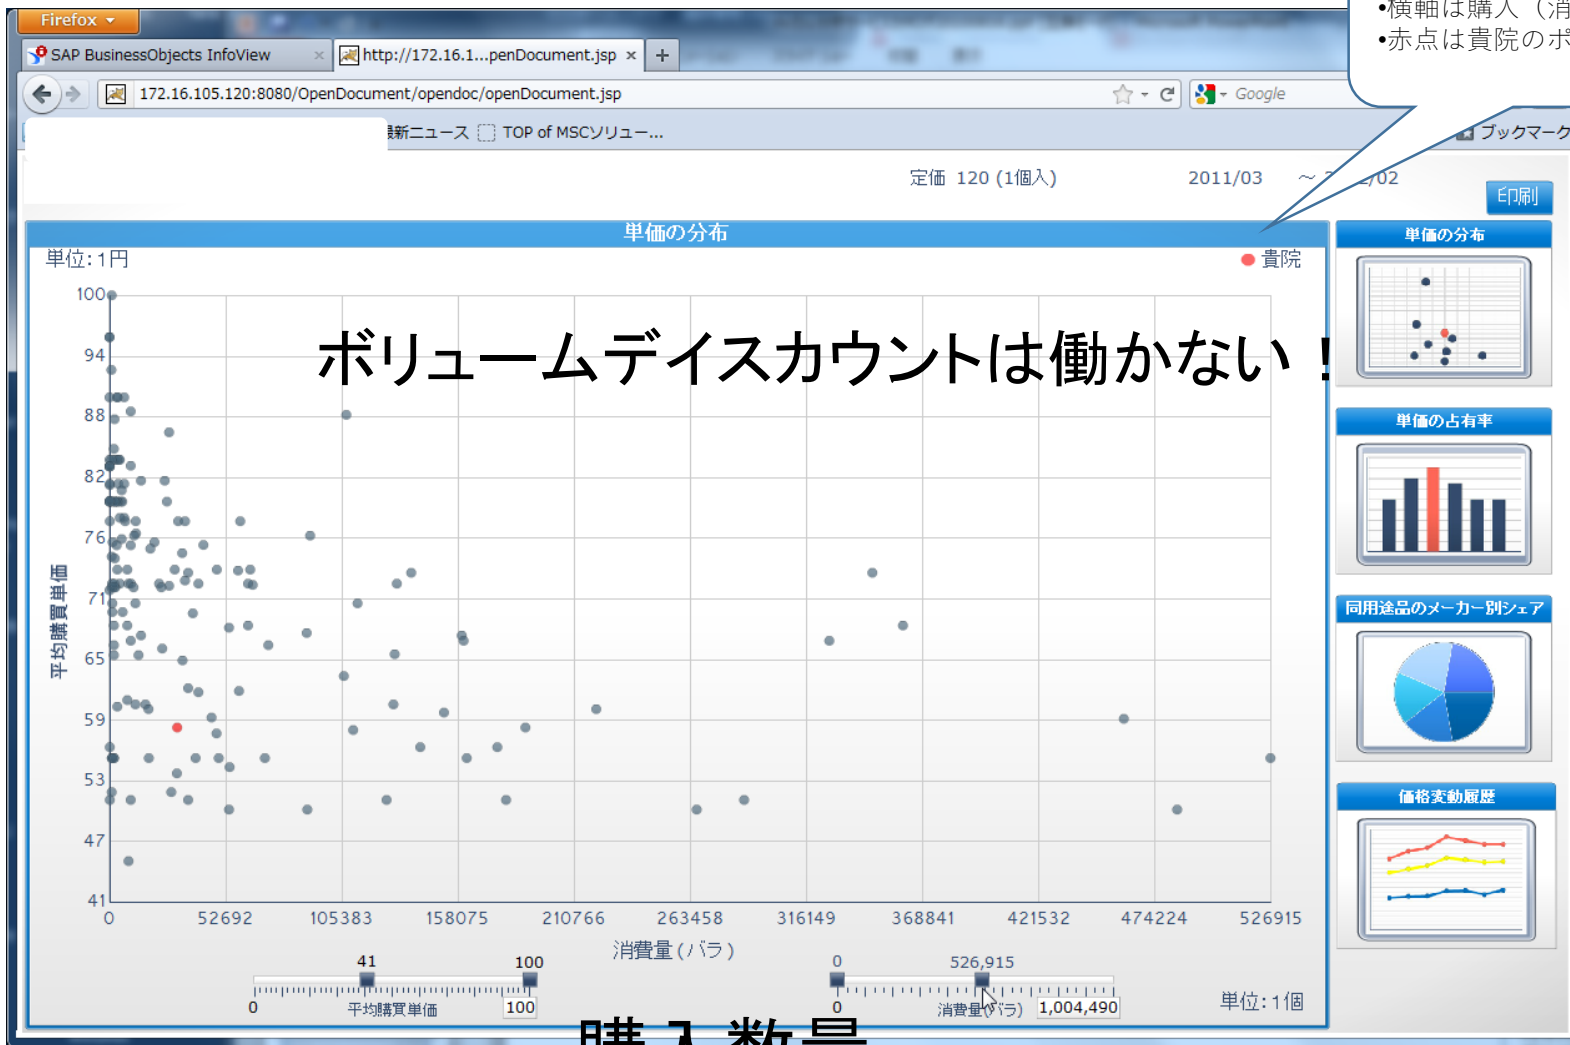 •横軸は購入（消
•赤点は貴院のポ
Firefox
SAP BusinessObjects InfoView × http://172.16.1...penDocument.jsp × +
172.16.105.120:8080/OpenDocument/opendoc/openDocument.jsp
Google
最新ニュース TOP of MSCソリュー...
ブックマーク
定価 120 (1個入) 2011/03 ～ 2 /02
印刷
単価の分布
単位:1円
貴院
ボリュームデイスカウントは働かない！
100
94
88
82
76
71
65
59
53
47
41
平均購買単価
0 52692 105383 158075 210766 263458 316149 368841 421532 474224 526915
消費量(バラ)
41 100
0 平均購買単価 100
0 526,915
0 消費量(バラ) 1,004,490
単位:1個
購入数量
単価の分布
単価の占有率
同用途品のメーカー別シェア
価格変動履歴